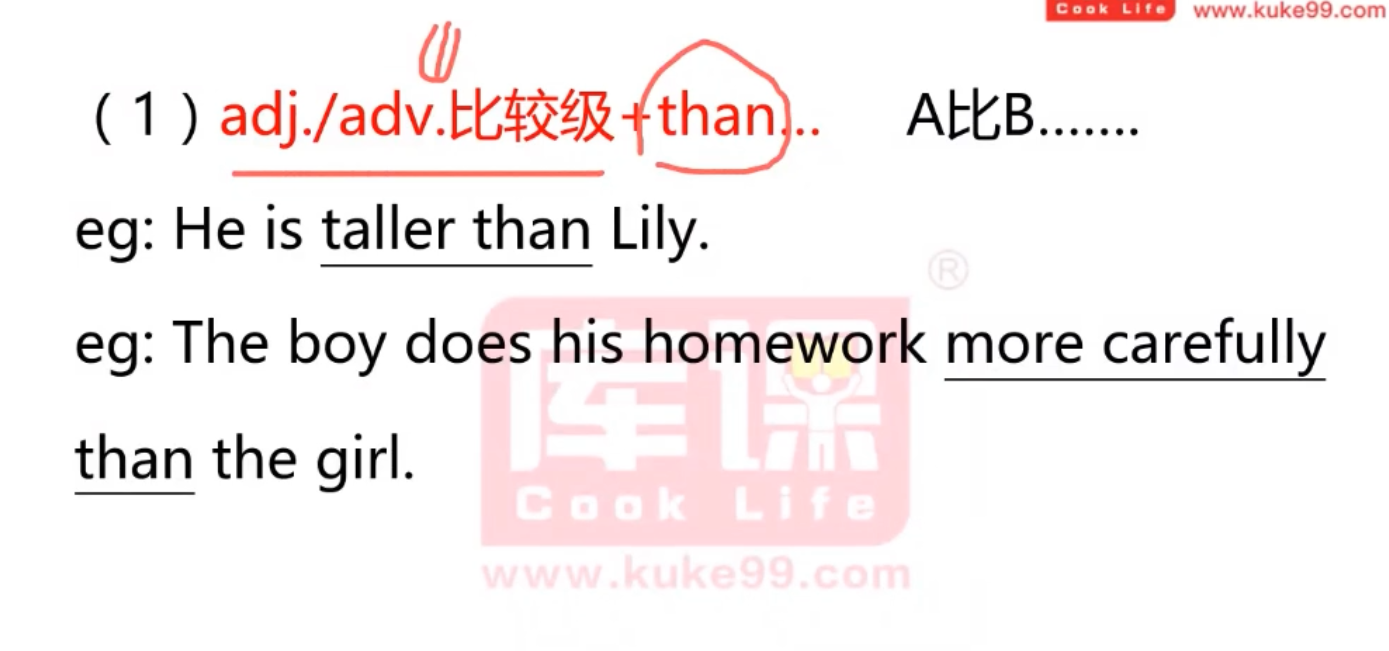 Cook Life www.kuke99.com
（1）adj./adv.比较级+than... A比B.......
eg: He is taller than Lily.
eg: The boy does his homework more carefully
than the girl.
®
库课
Cook Life
www.kuke99.com